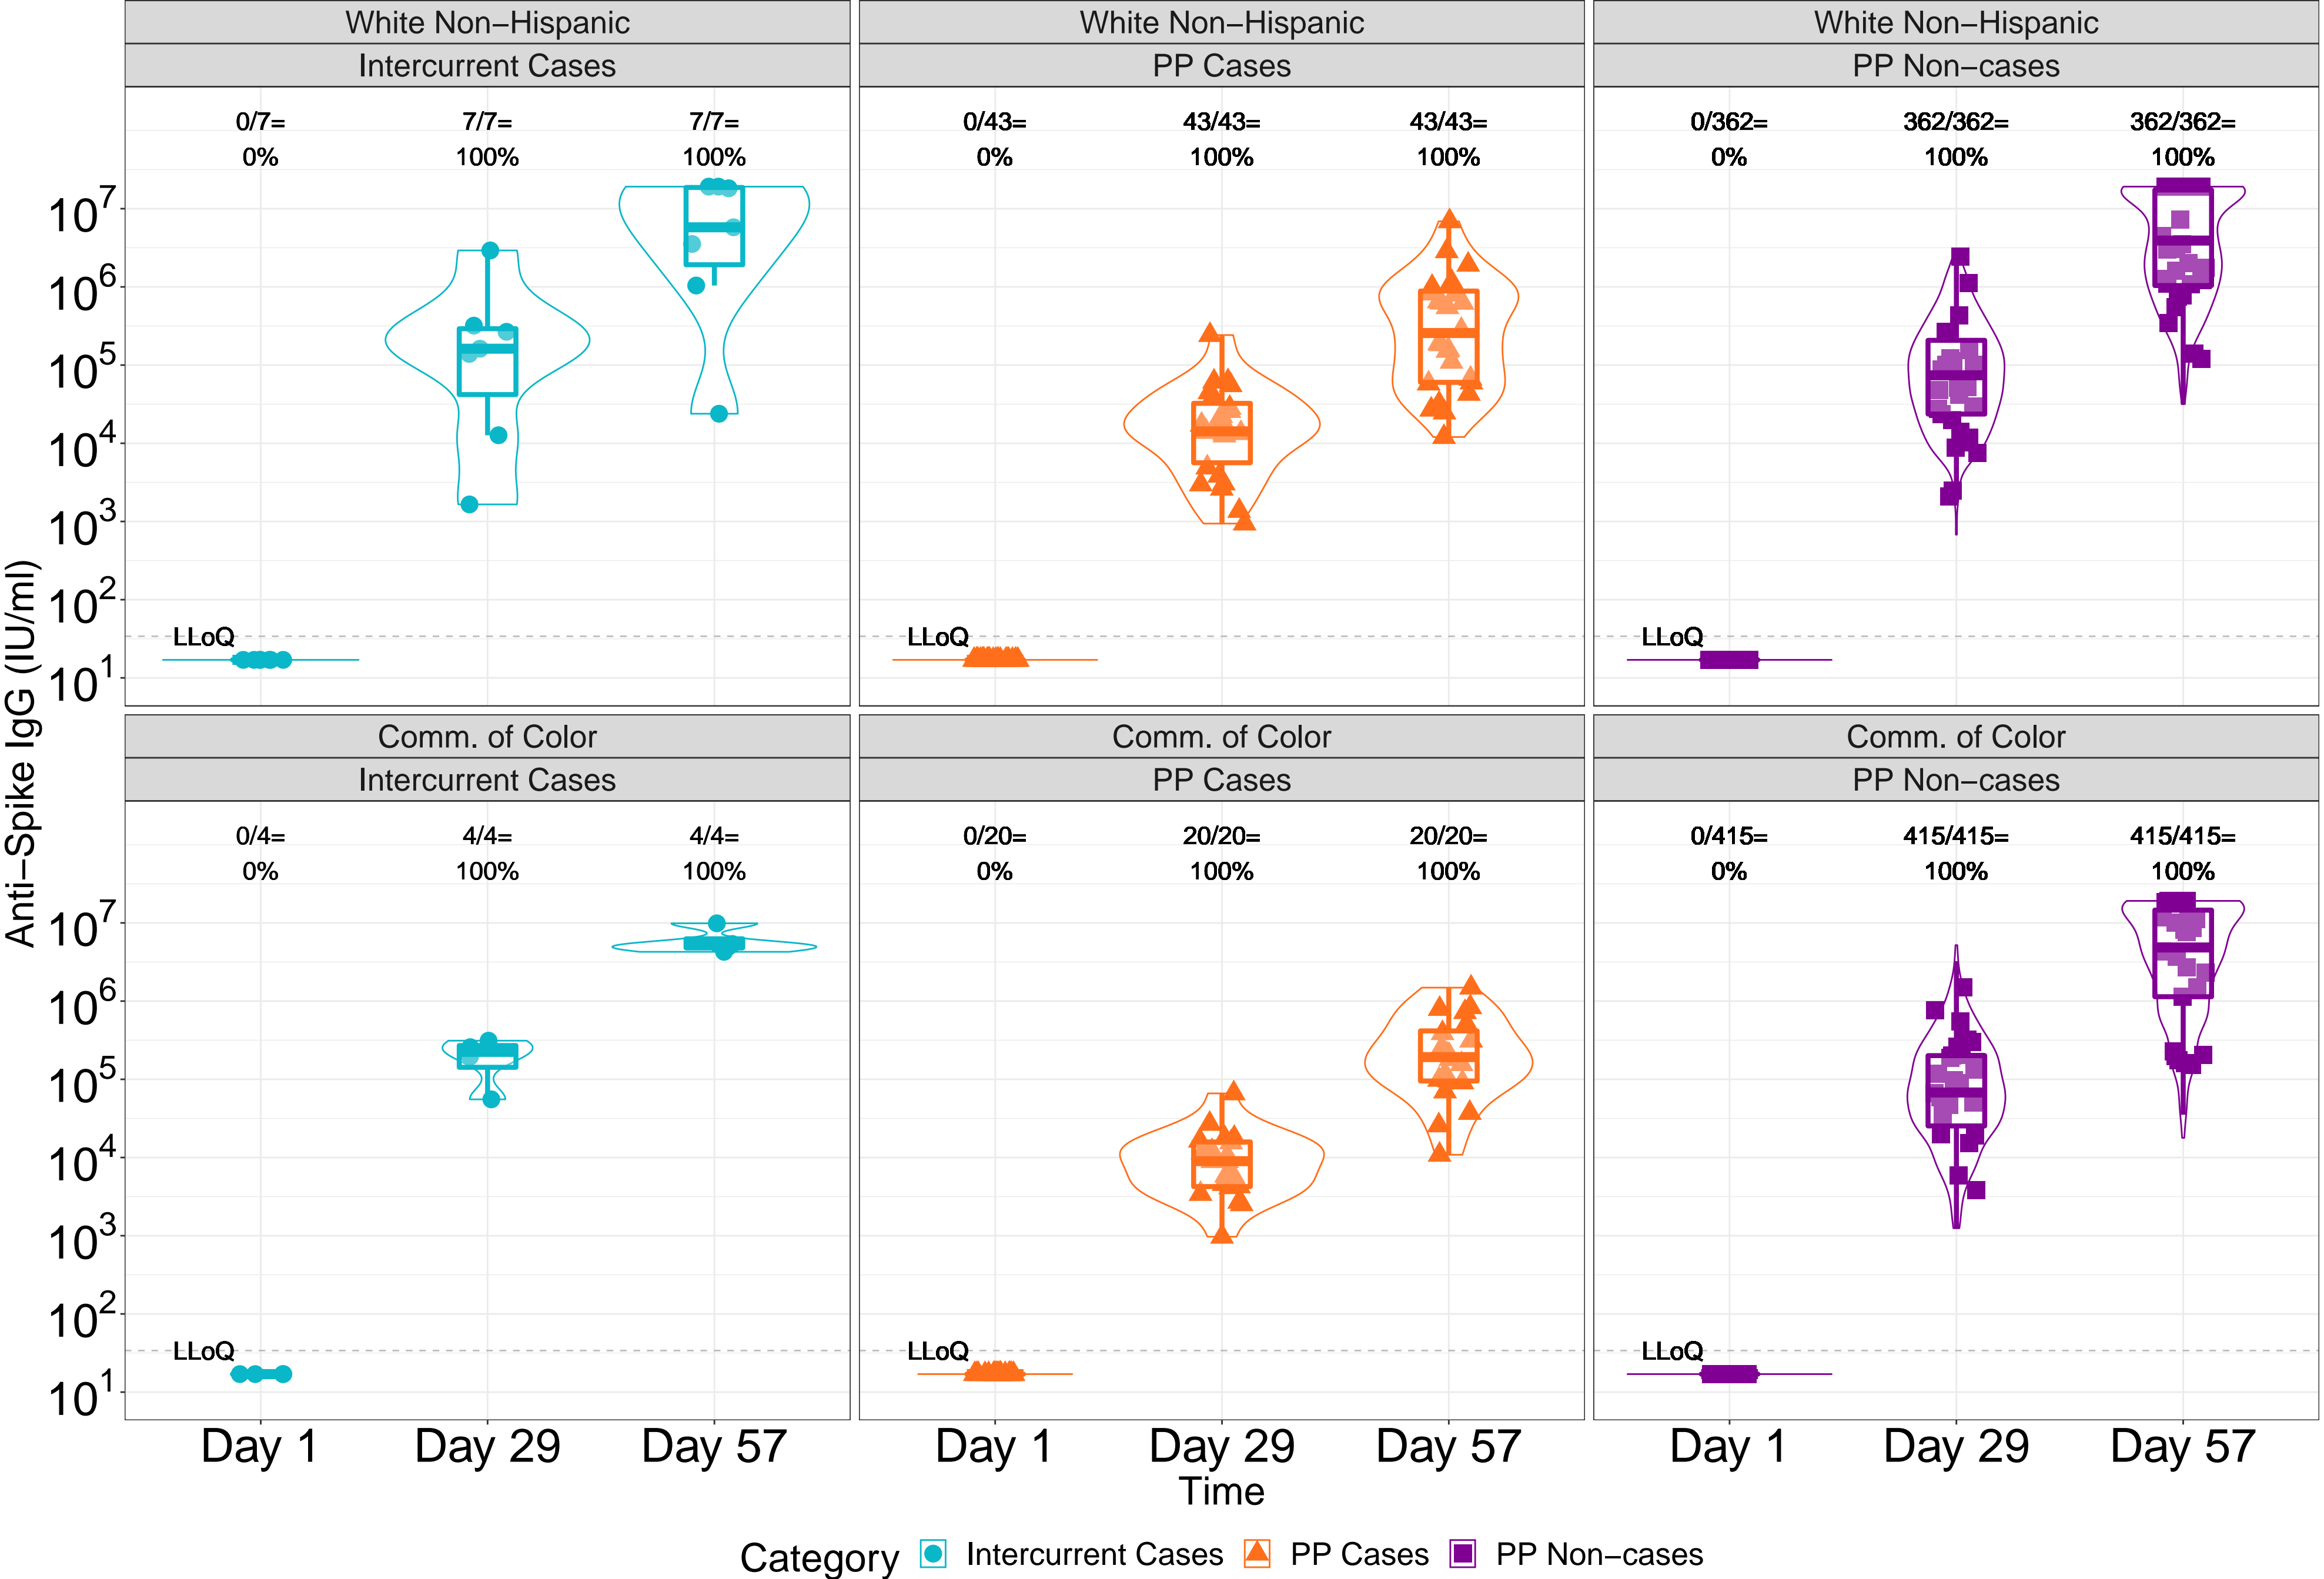 White Non–Hispanic White Non–Hispanic White Non–Hispanic
Intercurrent Cases PP Cases PP Non–cases
0/7= 7/7= 7/7= 0/43= 43/43= 43/43= 0/362= 362/362= 362/362=
0% 100% 100% 0% 100% 100% 0% 100% 100%
10^7
10^6
10^5
10^4
10^3
10^2
LLoQ LLoQ LLoQ
10^1
Anti–Spike IgG (IU/ml)
Comm. of Color Comm. of Color Comm. of Color
Intercurrent Cases PP Cases PP Non–cases
0/4= 4/4= 4/4= 0/20= 20/20= 20/20= 0/415= 415/415= 415/415=
0% 100% 100% 0% 100% 100% 0% 100% 100%
10^7
10^6
10^5
10^4
10^3
10^2
LLoQ LLoQ LLoQ
10^1
Day 1 Day 29 Day 57 Day 1 Day 29 Day 57 Day 1 Day 29 Day 57
Time
Category Intercurrent Cases PP Cases PP Non–cases